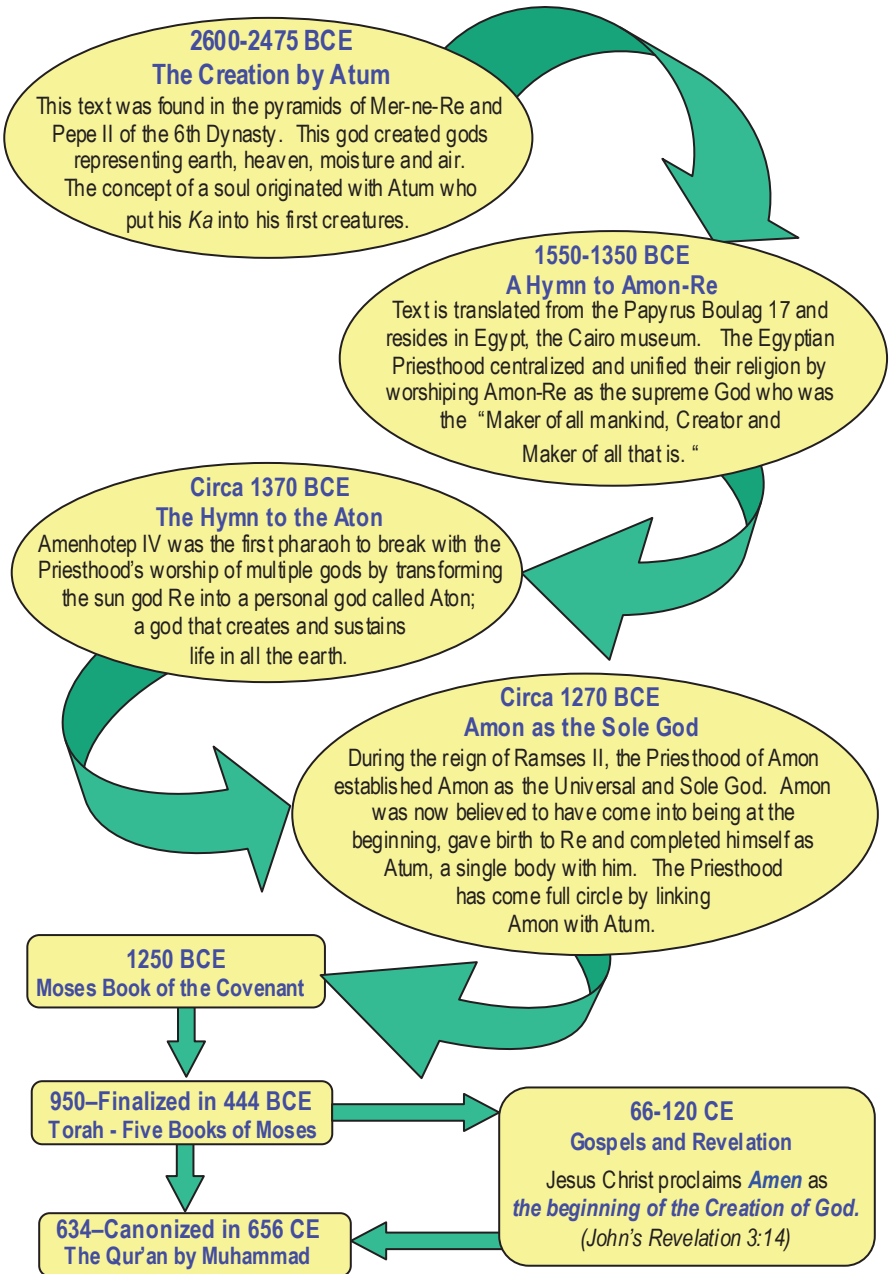 2600-2475 BCE
The Creation by Atum
This text was found in the pyramids of Mer-ne-Re and
Pepe II of the 6th Dynasty. This god created gods
representing earth, heaven, moisture and air.
The concept of a soul originated with Atum who
put his Ka into his first creatures.
1550-1350 BCE
A Hymn to Amon-Re
Text is translated from the Papyrus Boulag 17 and
resides in Egypt, the Cairo museum. The Egyptian
Priesthood centralized and unified their religion by
worshiping Amon-Re as the supreme God who was
the “Maker of all mankind, Creator and
Maker of all that is. “
Circa 1370 BCE
The Hymn to the Aton
Amenhotep IV was the first pharaoh to break with the
Priesthood’s worship of multiple gods by transforming
the sun god Re into a personal god called Aton;
a god that creates and sustains
life in all the earth.
Circa 1270 BCE
Amon as the Sole God
During the reign of Ramses II, the Priesthood of Amon
established Amon as the Universal and Sole God. Amon
was now believed to have come into being at the
beginning, gave birth to Re and completed himself as
Atum, a single body with him. The Priesthood
has come full circle by linking
Amon with Atum.
1250 BCE
Moses Book of the Covenant
950–Finalized in 444 BCE
Torah - Five Books of Moses
66-120 CE
Gospels and Revelation
Jesus Christ proclaims Amen as
the beginning of the Creation of God.
(John’s Revelation 3:14)
634–Canonized in 656 CE
The Qur’an by Muhammad